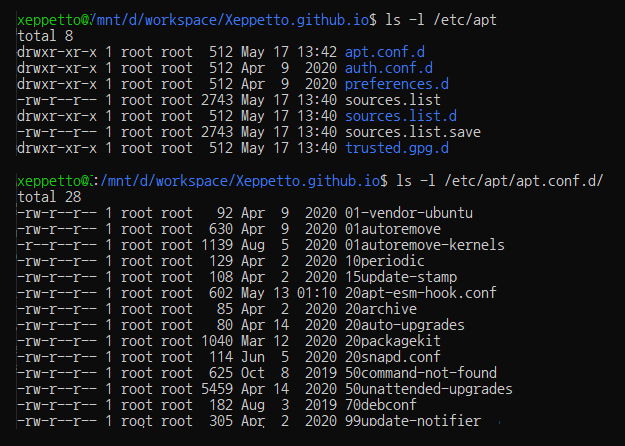 xeppetto@:/mnt/d/workspace/Xeppetto.github.io$ ls -l /etc/apt
total 8
drwxr-xr-x 1 root root  512 May 17 13:42 apt.conf.d
drwxr-xr-x 1 root root  512 Apr  9  2020 auth.conf.d
drwxr-xr-x 1 root root  512 Apr  9  2020 preferences.d
-rw-r--r-- 1 root root 2743 May 17 13:40 sources.list
drwxr-xr-x 1 root root  512 May 17 13:40 sources.list.d
-rw-r--r-- 1 root root 2743 May 17 13:40 sources.list.save
drwxr-xr-x 1 root root  512 May 17 13:40 trusted.gpg.d
xeppetto@:/mnt/d/workspace/Xeppetto.github.io$ ls -l /etc/apt/apt.conf.d/
total 28
-rw-r--r-- 1 root root   92 Apr  9  2020 01-vendor-ubuntu
-rw-r--r-- 1 root root  630 Apr  9  2020 01autoremove
-r--r--r-- 1 root root 1139 Aug  5  2020 01autoremove-kernels
-rw-r--r-- 1 root root  129 Apr  2  2020 10periodic
-rw-r--r-- 1 root root  108 Apr  2  2020 15update-stamp
-rw-r--r-- 1 root root  602 May 13 01:10 20apt-esm-hook.conf
-rw-r--r-- 1 root root   85 Apr  2  2020 20archive
-rw-r--r-- 1 root root   80 Apr 14  2020 20auto-upgrades
-rw-r--r-- 1 root root 1040 Mar 12  2020 20packagekit
-rw-r--r-- 1 root root  114 Jun  5  2020 20snapd.conf
-rw-r--r-- 1 root root  625 Oct  8  2019 50command-not-found
-rw-r--r-- 1 root root 5459 Apr 14  2020 50unattended-upgrades
-rw-r--r-- 1 root root  182 Aug  3  2019 70debconf
-rw-r--r-- 1 root root  305 Apr  2  2020 99update-notifier